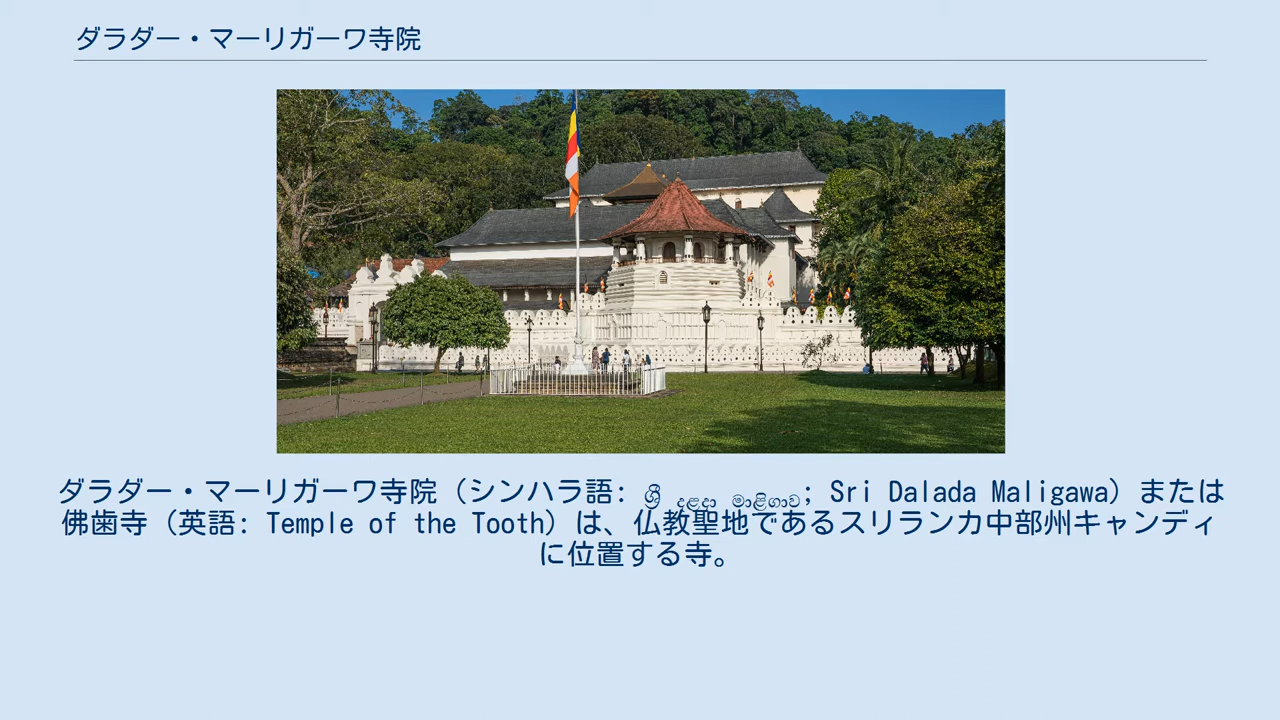 ダラダー・マーリガーワ寺院
ダラダー・マーリガーワ寺院（シンハラ語: ශ්‍රී දළදා මාළිගාව; Sri Dalada Maligawa）または
佛歯寺（英語: Temple of the Tooth）は、仏教聖地であるスリランカ中部州キャンディ
に位置する寺。